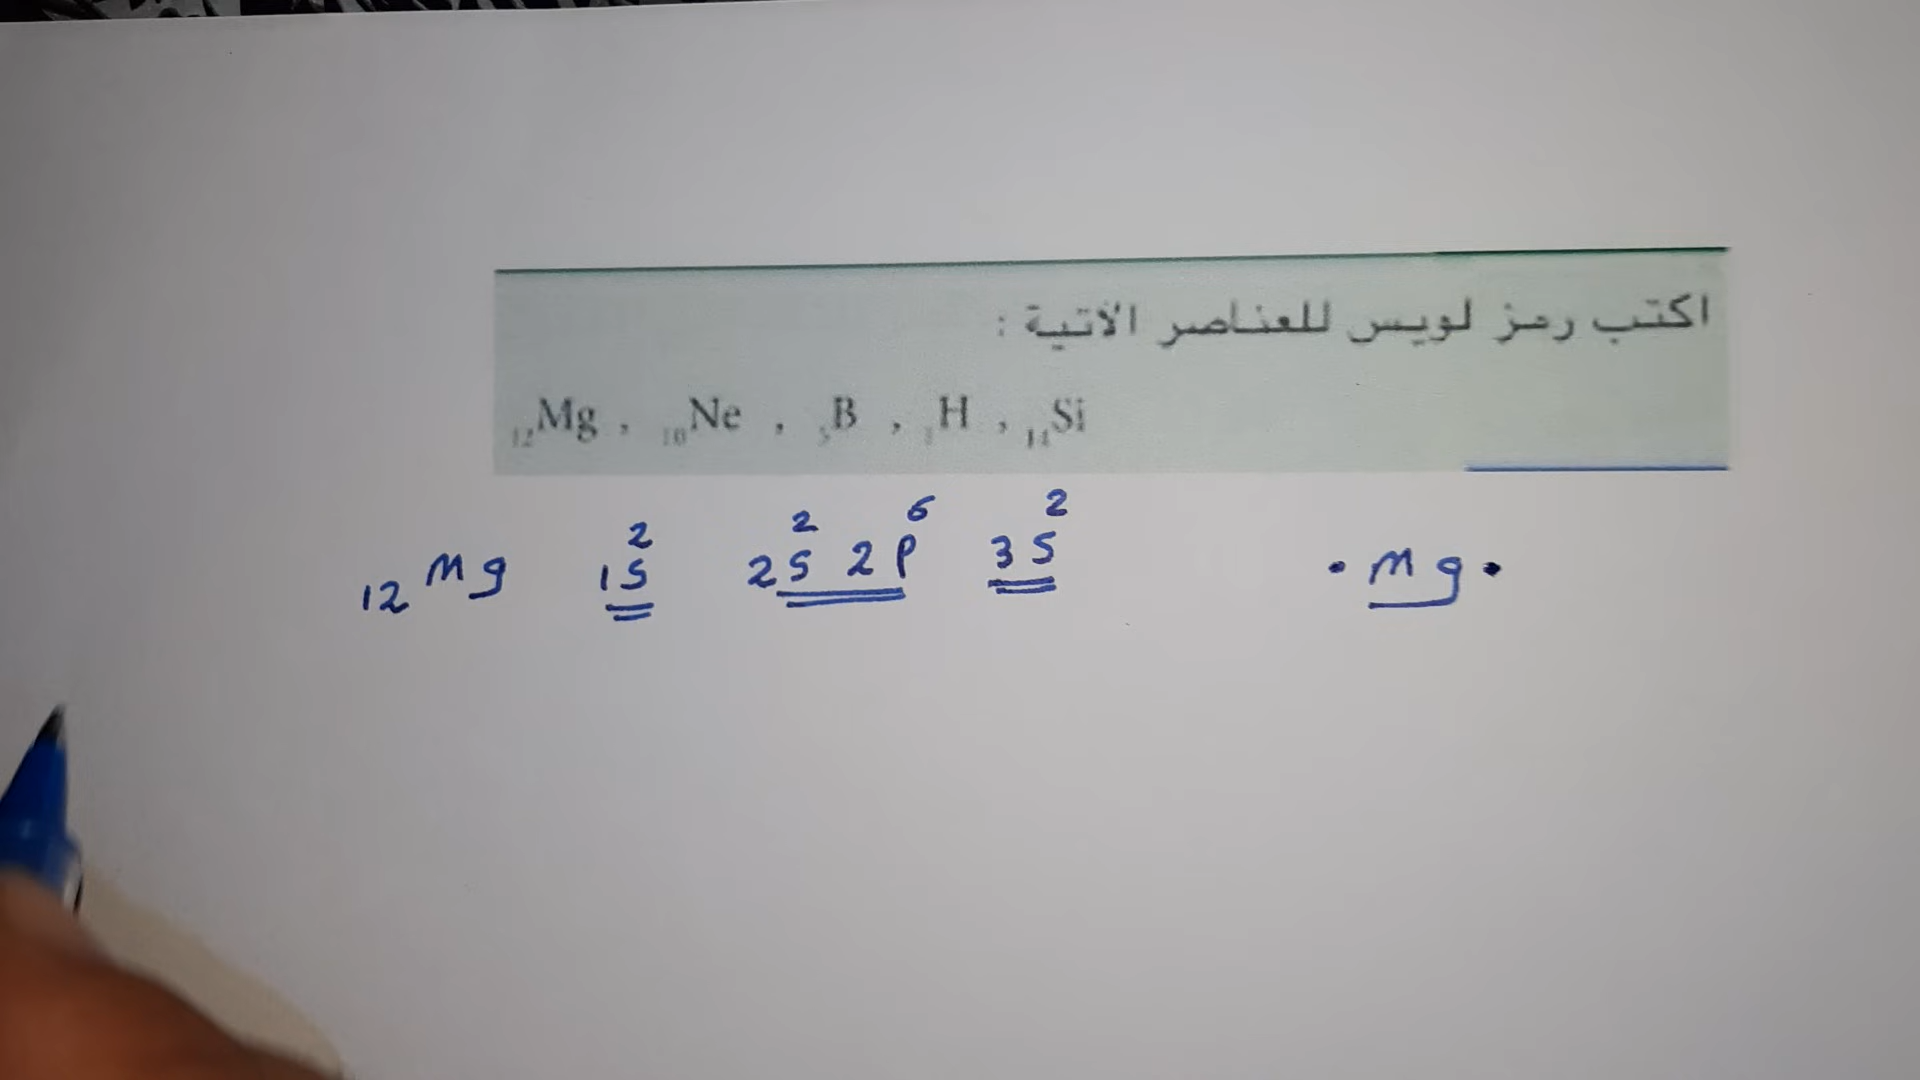 اكتب رمز لويس للعناصر الآتية :
₁₂Mg , ₁₀Ne , ₅B , ₁H , ₁₄Si
₁₂Mg 1S² 2S² 2P⁶ 3S² ·Mg·